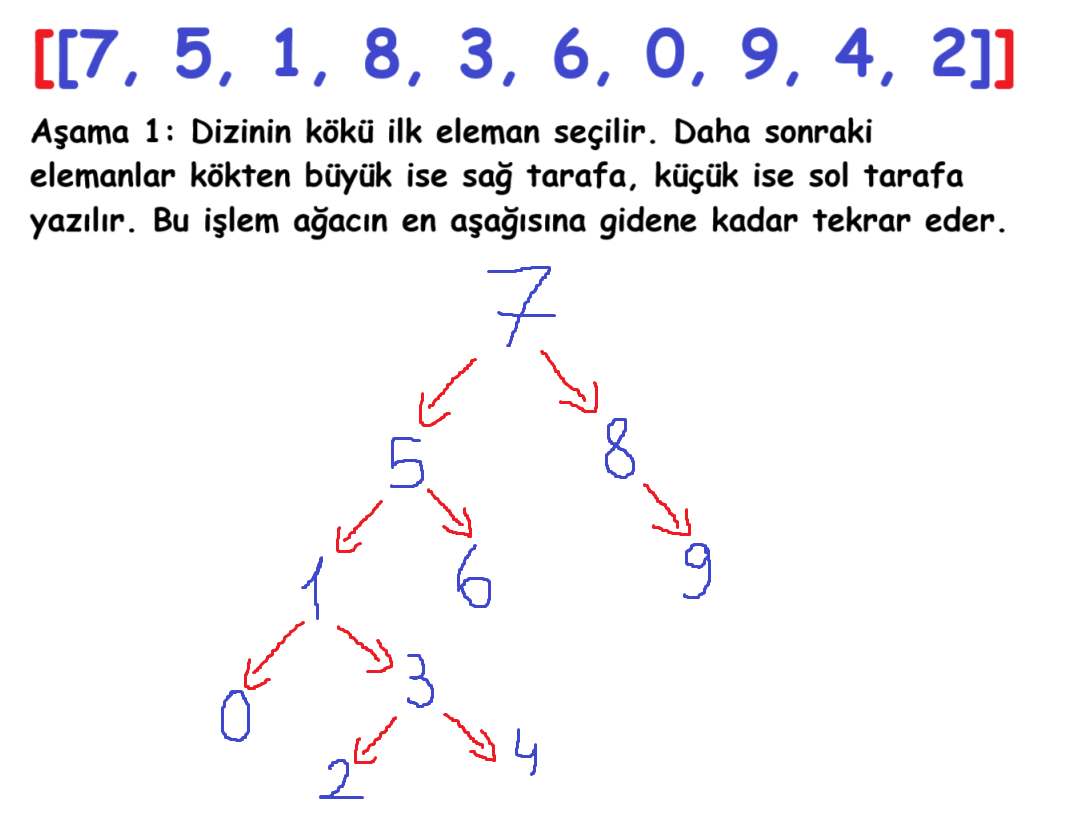 [[7, 5, 1, 8, 3, 6, 0, 9, 4, 2]]
Aşama 1: Dizinin kökü ilk eleman seçilir. Daha sonraki
elemanlar kökten büyük ise sağ tarafa, küçük ise sol tarafa
yazılır. Bu işlem ağacın en aşağısına gidene kadar tekrar eder.
7
5 8
1 6 9
0 3
2 4